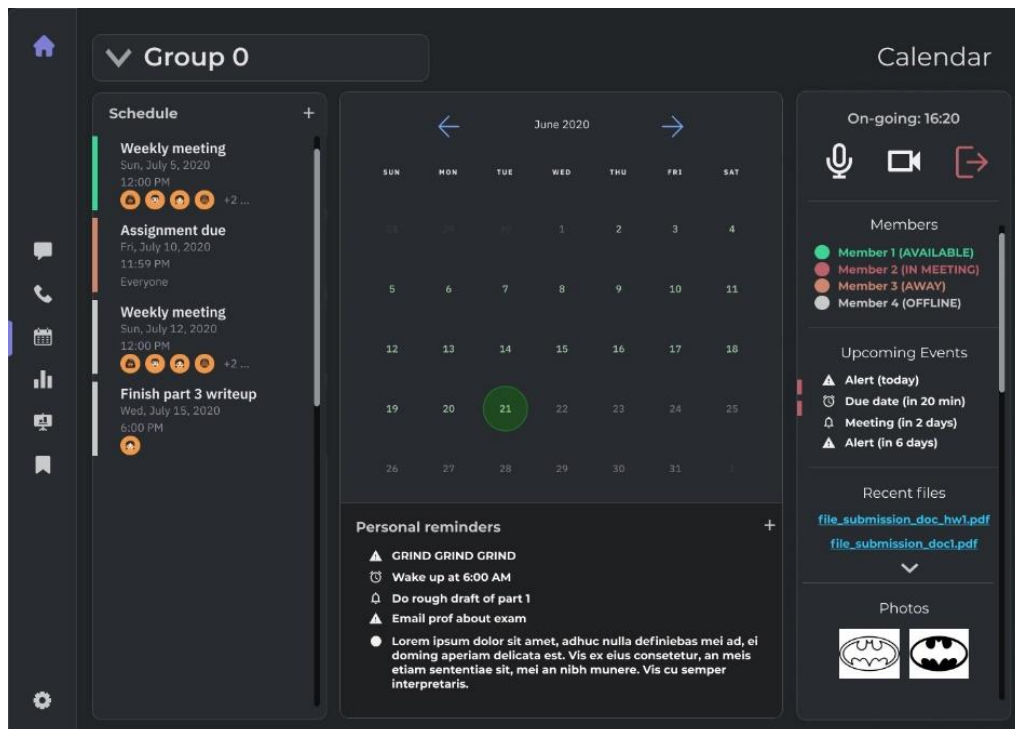 Group 0
Calendar
Schedule +
Weekly meeting
Sun, July 5, 2020
12:00 PM
+2 ...
Assignment due
Fri, July 10, 2020
11:59 PM
Everyone
Weekly meeting
Sun, July 12, 2020
12:00 PM
+2 ...
Finish part 3 writeup
Wed, July 15, 2020
6:00 PM
June 2020
SUN MON TUE WED THU FRI SAT
1 2 3 4
5 6 7 8 9 10 11
12 13 14 15 16 17 18
19 20 21 22 23 24 25
26 27 28 29 30 31
Personal reminders +
GRIND GRIND GRIND
Wake up at 6:00 AM
Do rough draft of part 1
Email prof about exam
Lorem ipsum dolor sit amet, adhuc nulla definiebas mei ad, ei
doming aperiam delicata est. Vis ex eius consetetur, an meis
etiam sententiae sit, mei an nibh munere. Vis cu semper
interpretaris.
On-going: 16:20
Members
Member 1 (AVAILABLE)
Member 2 (IN MEETING)
Member 3 (AWAY)
Member 4 (OFFLINE)
Upcoming Events
Alert (today)
Due date (in 20 min)
Meeting (in 2 days)
Alert (in 6 days)
Recent files
file_submission_doc_hw1.pdf
file_submission_doc1.pdf
Photos